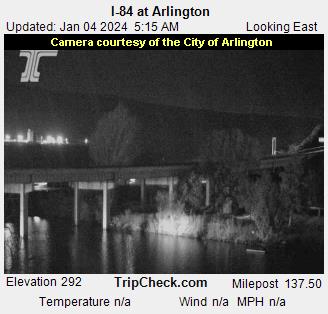 I-84 at Arlington
Updated: Jan 04 2024 5:15 AM Looking East
Camera courtesy of the City of Arlington
Elevation 292 TripCheck.com Milepost 137.50
Temperature n/a Wind n/a MPH n/a